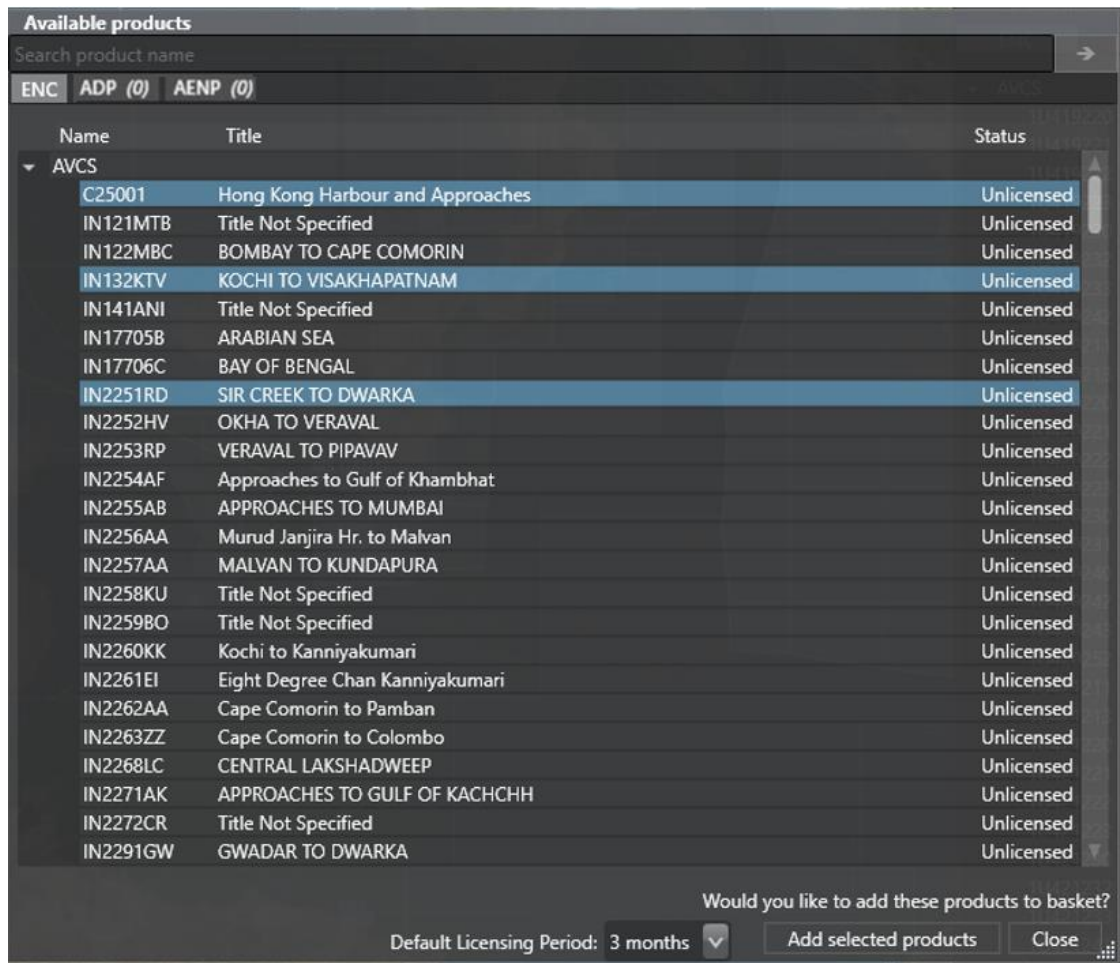 Available products
Search product name
ENC ADP (0) AENP (0)
Name Title Status
AVCS
C25001 Hong Kong Harbour and Approaches Unlicensed
IN121MTB Title Not Specified Unlicensed
IN122MBC BOMBAY TO CAPE COMORIN Unlicensed
IN132KTV KOCHI TO VISAKHAPATNAM Unlicensed
IN141ANI Title Not Specified Unlicensed
IN17705B ARABIAN SEA Unlicensed
IN17706C BAY OF BENGAL Unlicensed
IN2251RD SIR CREEK TO DWARKA Unlicensed
IN2252HV OKHA TO VERAVAL Unlicensed
IN2253RP VERAVAL TO PIPAVAV Unlicensed
IN2254AF Approaches to Gulf of Khambhat Unlicensed
IN2255AB APPROACHES TO MUMBAI Unlicensed
IN2256AA Murud Janjira Hr. to Malvan Unlicensed
IN2257AA MALVAN TO KUNDAPURA Unlicensed
IN2258KU Title Not Specified Unlicensed
IN2259BO Title Not Specified Unlicensed
IN2260KK Kochi to Kanniyakumari Unlicensed
IN2261EI Eight Degree Chan Kanniyakumari Unlicensed
IN2262AA Cape Comorin to Pamban Unlicensed
IN2263ZZ Cape Comorin to Colombo Unlicensed
IN2268LC CENTRAL LAKSHADWEEP Unlicensed
IN2271AK APPROACHES TO GULF OF KACHCHH Unlicensed
IN2272CR Title Not Specified Unlicensed
IN2291GW GWADAR TO DWARKA Unlicensed
Would you like to add these products to basket?
Default Licensing Period: 3 months Add selected products Close